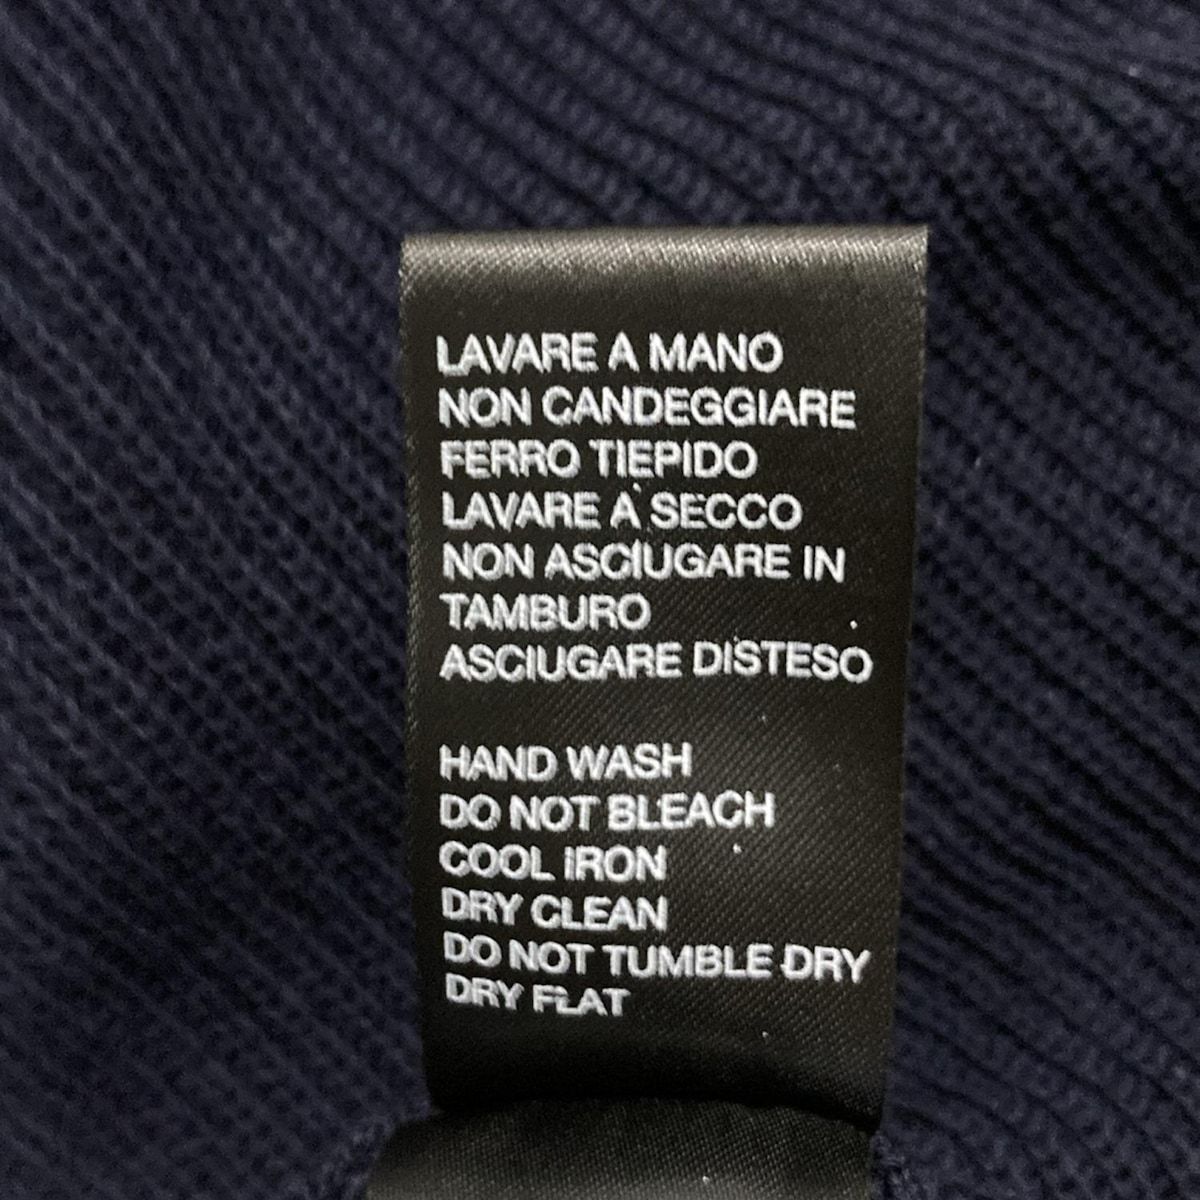 LAVARE A MANO
NON CANDEGGIARE
FERRO TIEPIDO
LAVARE A SECCO
NON ASCIUGARE IN
TAMBURO
ASCIUGARE DISTESO
HAND WASH
DO NOT BLEACH
COOL IRON
DRY CLEAN
DO NOT TUMBLE DRY
DRY FLAT